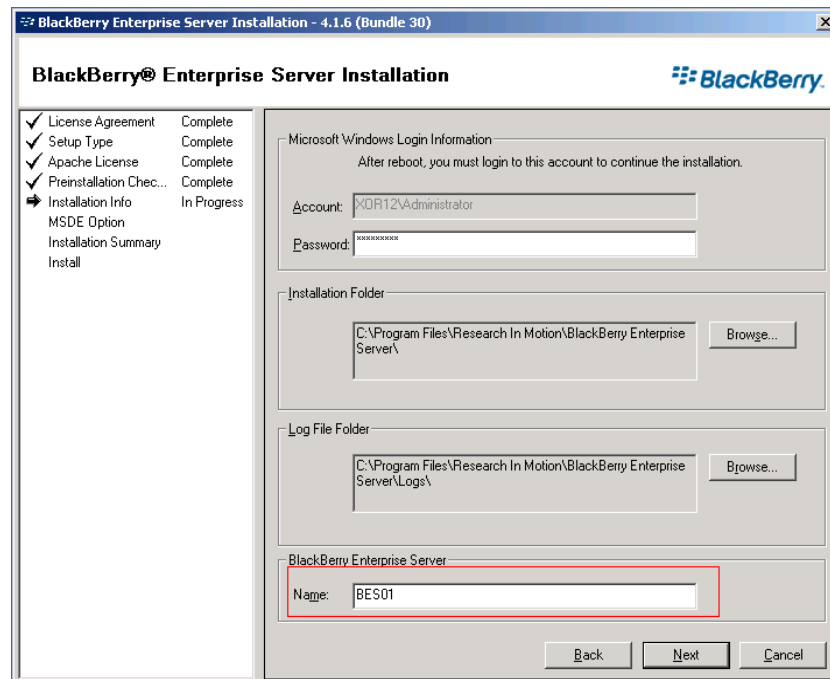 BlackBerry Enterprise Server Installation - 4.1.6 (Bundle 30)
BlackBerry® Enterprise Server Installation
BlackBerry.
License Agreement Complete
Setup Type Complete
Apache License Complete
Preinstallation Chec... Complete
Installation Info In Progress
MSDE Option
Installation Summary
Install
Microsoft Windows Login Information
After reboot, you must login to this account to continue the installation.
Account: XOR12\Administrator
Password: *********
Installation Folder
C:\Program Files\Research In Motion\BlackBerry Enterprise
Server\
Browse...
Log File Folder
C:\Program Files\Research In Motion\BlackBerry Enterprise
Server\Logs\
Browse...
BlackBerry Enterprise Server
Name: BES01
Back Next Cancel